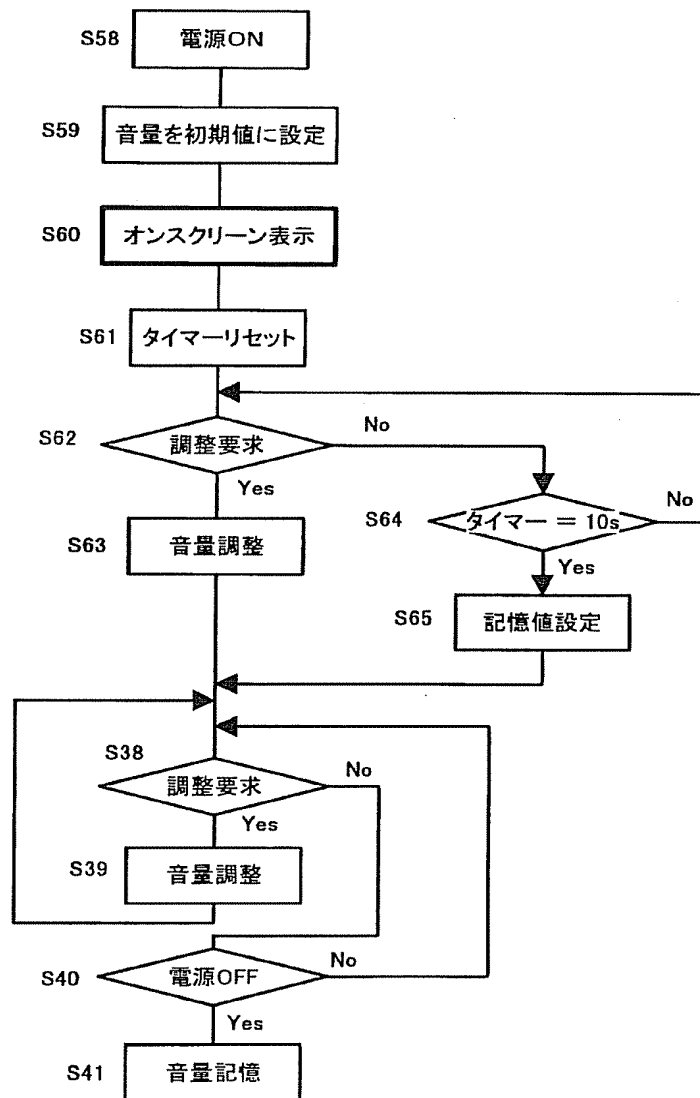 S58
電源ON
S59
音量を初期値に設定
S60
オンスクリーン表示
S61
タイマーリセット
S62
調整要求
No
Yes
S64
タイマー = 10s
No
S63
音量調整
Yes
S65
記憶値設定
S38
調整要求
No
Yes
S39
音量調整
S40
電源OFF
No
Yes
S41
音量記憶